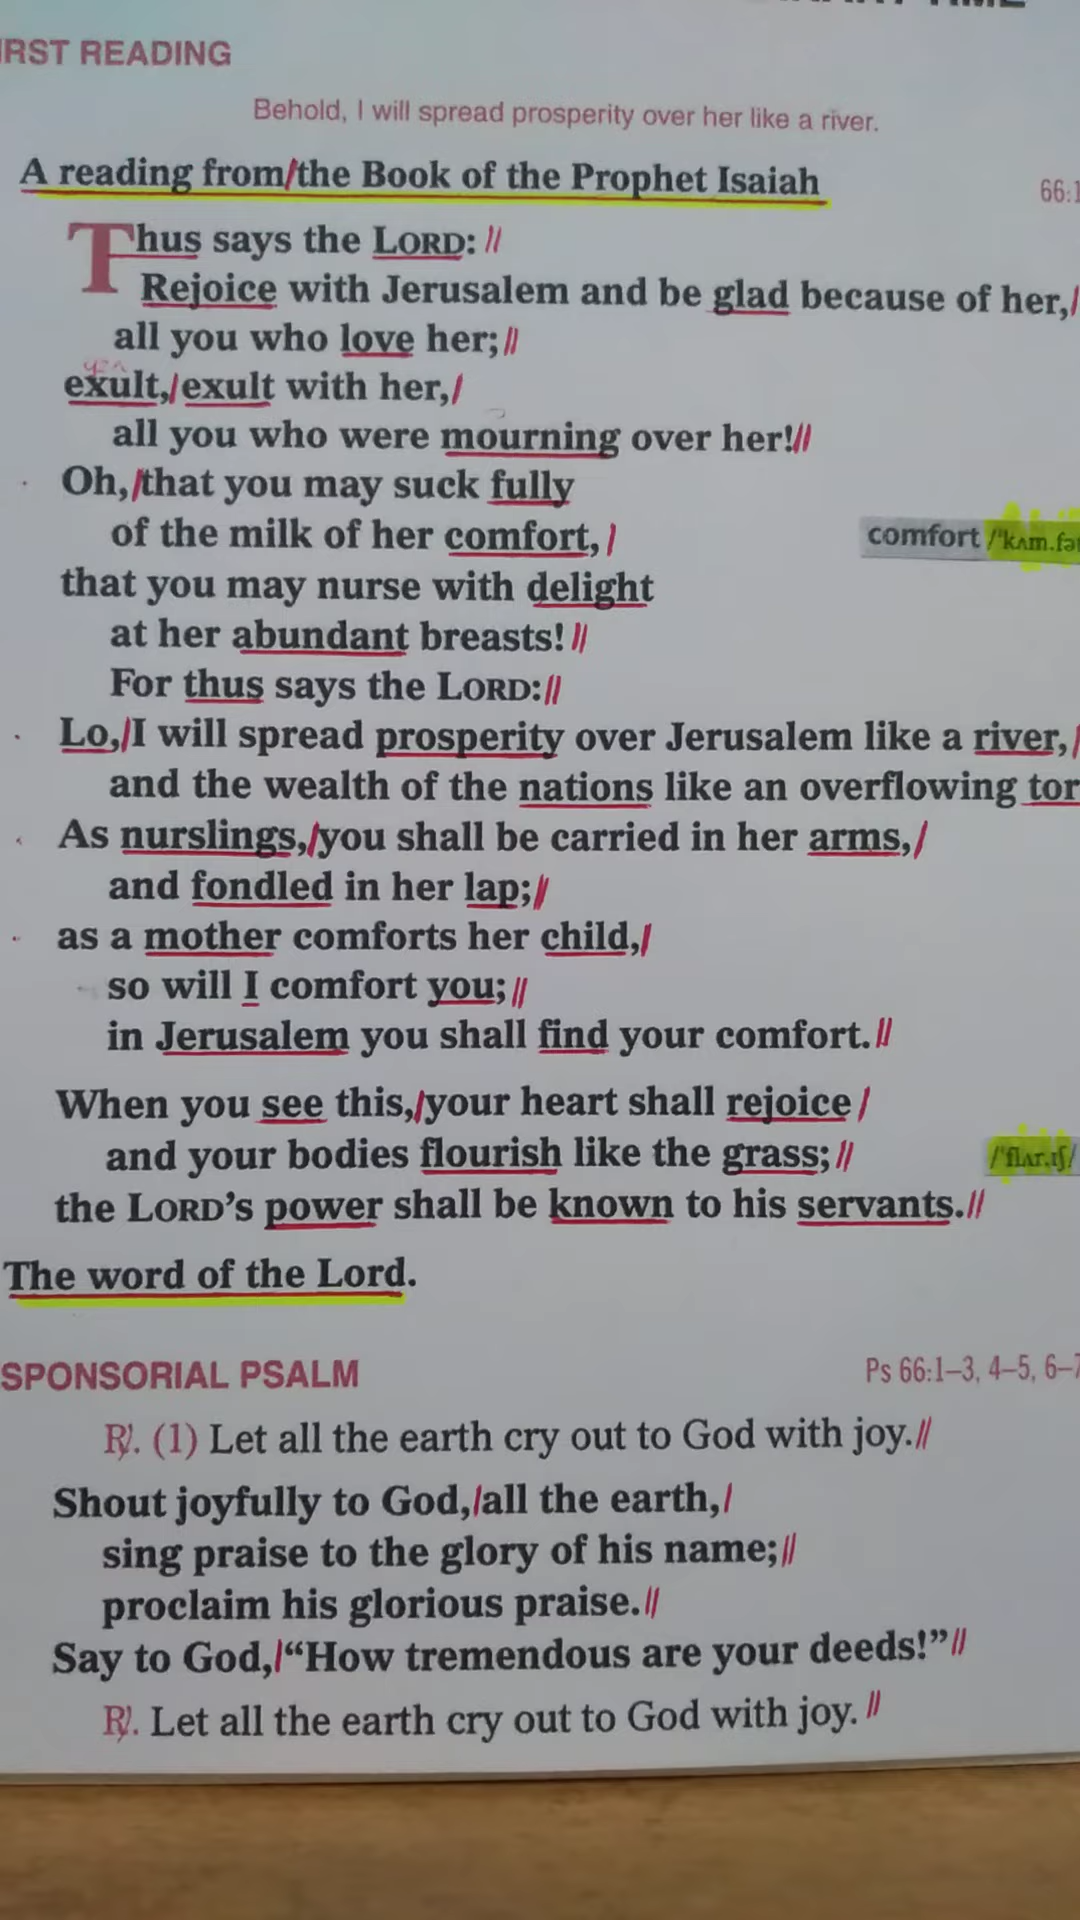 FIRST READING
Behold, I will spread prosperity over her like a river.
A reading from/the Book of the Prophet Isaiah
66:1
Thus says the LORD: //
Rejoice with Jerusalem and be glad because of her,/
all you who love her;//
exult,/exult with her,/
all you who were mourning over her!//
Oh,/that you may suck fully
of the milk of her comfort,/
comfort /ˈkʌm.fə
that you may nurse with delight
at her abundant breasts!//
For thus says the LORD://
Lo,/I will spread prosperity over Jerusalem like a river,/
and the wealth of the nations like an overflowing tor
As nurslings,/you shall be carried in her arms,/
and fondled in her lap;//
as a mother comforts her child,/
so will I comfort you;//
in Jerusalem you shall find your comfort.//
When you see this,/your heart shall rejoice/
and your bodies flourish like the grass;//
/ˈflʌr.ɪʃ/
the LORD's power shall be known to his servants.//
The word of the Lord.
SPONSORIAL PSALM
Ps 66:1–3, 4–5, 6–7
℟. (1) Let all the earth cry out to God with joy.//
Shout joyfully to God,/all the earth,/
sing praise to the glory of his name;//
proclaim his glorious praise.//
Say to God,/“How tremendous are your deeds!”//
℟. Let all the earth cry out to God with joy. //